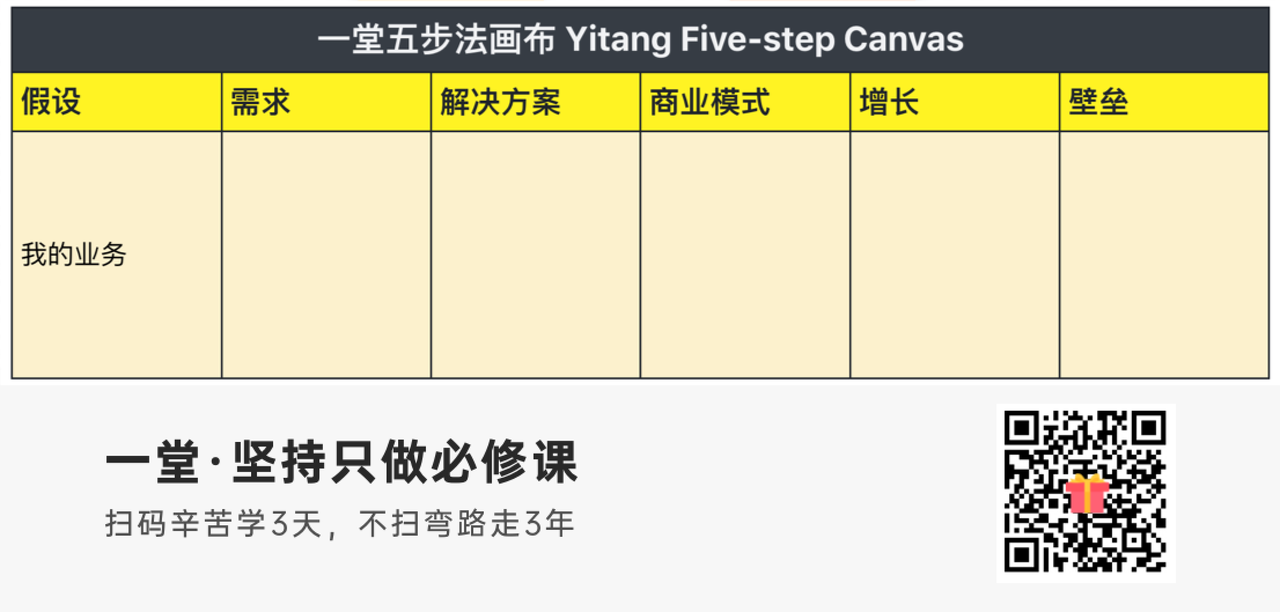 一堂五步法画布 Yitang Five-step Canvas
假设 需求 解决方案 商业模式 增长 壁垒
我的业务
一堂·坚持只做必修课
扫码辛苦学3天，不扫弯路走3年